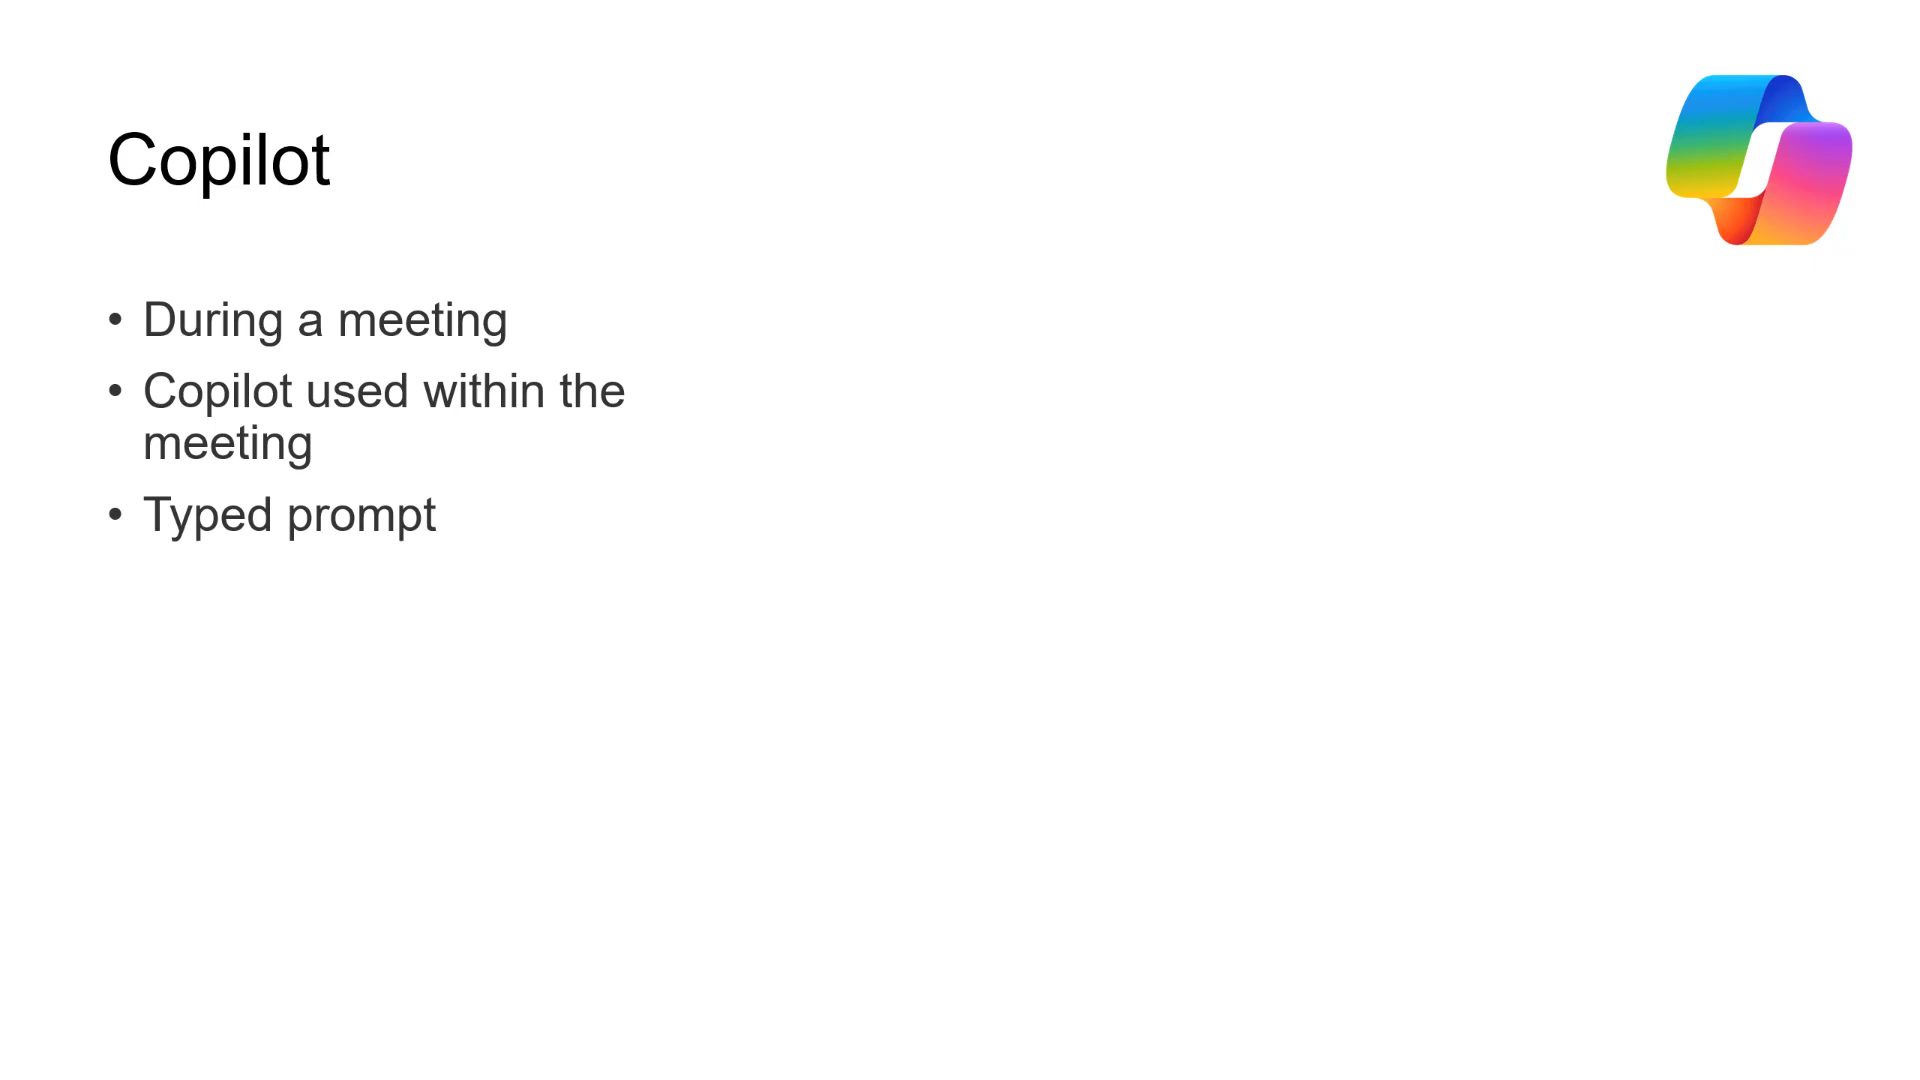 Copilot
• During a meeting
• Copilot used within the
meeting
• Typed prompt